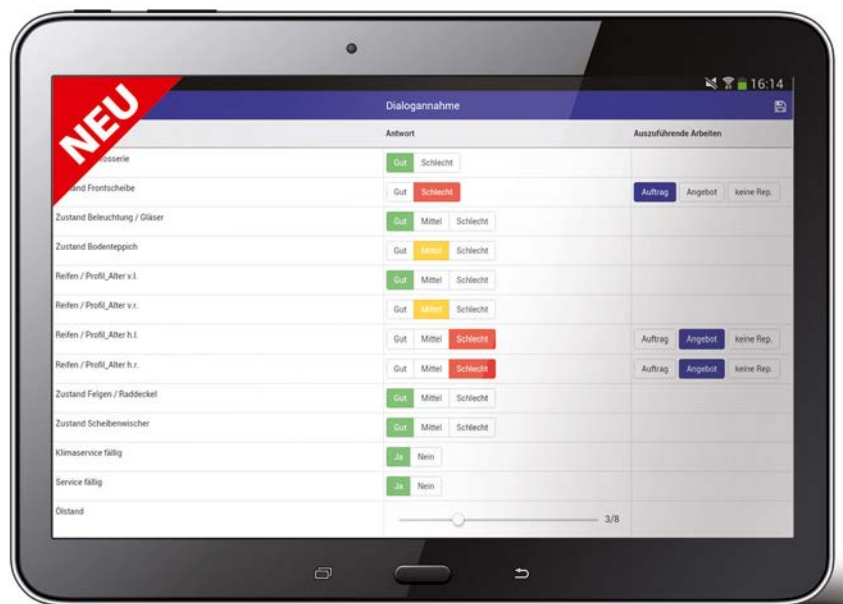 NEU
16:14
Dialogannahme
Antwort Auszuführende Arbeiten
rosserie Gut Schlecht
and Frontscheibe Gut Schlecht Auftrag Angebot keine Rep.
Zustand Beleuchtung / Gläser Gut Mittel Schlecht
Zustand Bodenteppich Gut Mittel Schlecht
Reifen / Profil_Alter v.l. Gut Mittel Schlecht
Reifen / Profil_Alter v.r. Gut Mittel Schlecht
Reifen / Profil_Alter h.l. Gut Mittel Schlecht Auftrag Angebot keine Rep.
Reifen / Profil_Alter h.r. Gut Mittel Schlecht Auftrag Angebot keine Rep.
Zustand Felgen / Raddeckel Gut Mittel Schlecht
Zustand Scheibenwischer Gut Mittel Schlecht
Klimaservice fällig Ja Nein
Service fällig Ja Nein
Ölstand 3/8